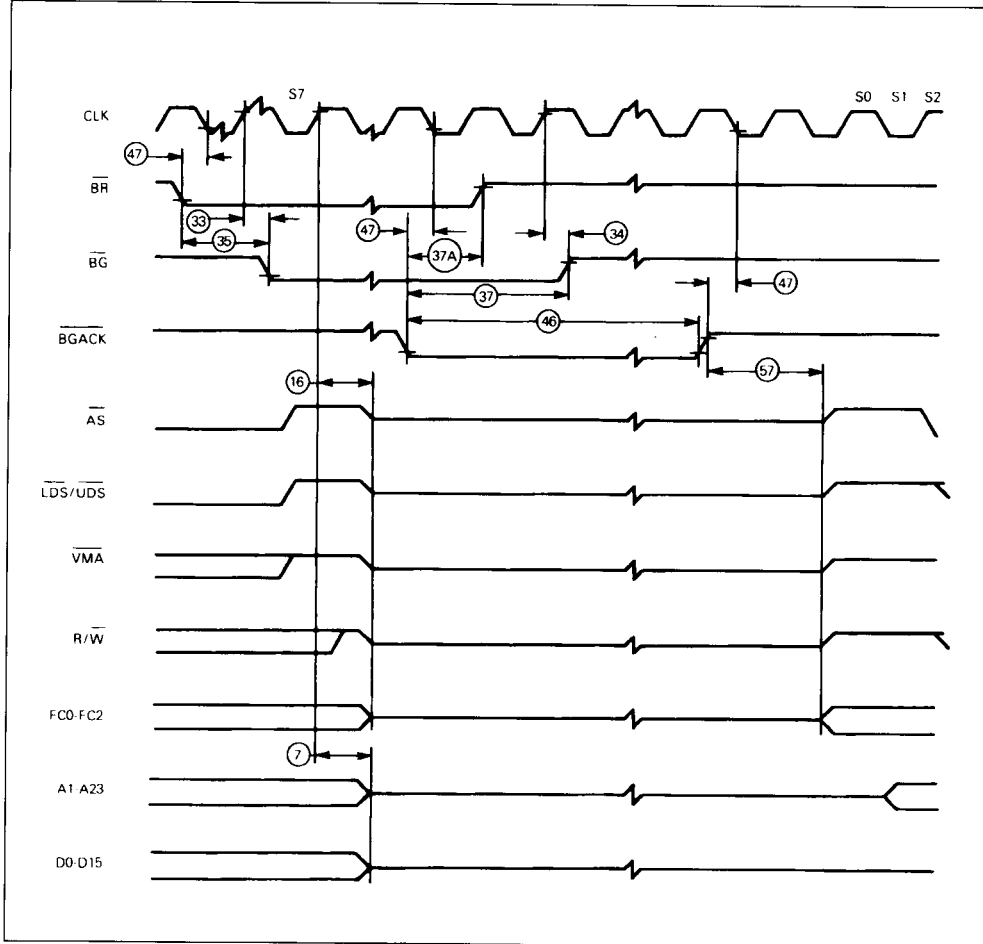 S7
S0 S1 S2
CLK
47
BR
33
35
47
37A
34
BG
37
47
46
BGACK
16
57
AS
LDS/UDS
VMA
R/W
FC0-FC2
7
A1-A23
D0-D15